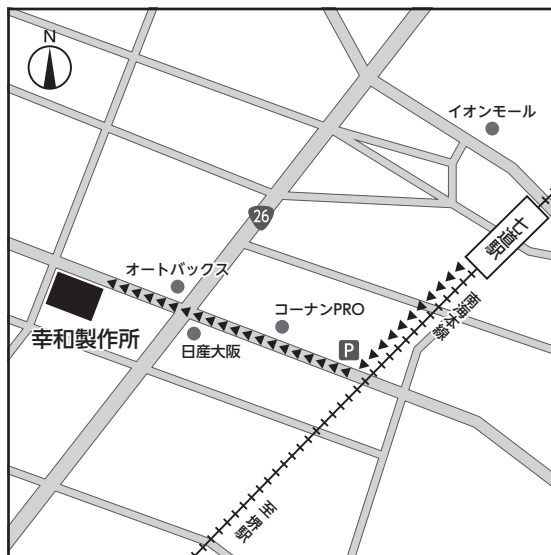 N
イオンモール
26
七道駅
オートバックス
コーナンPRO
南海本線
幸和製作所
日産大阪
P
至堺駅